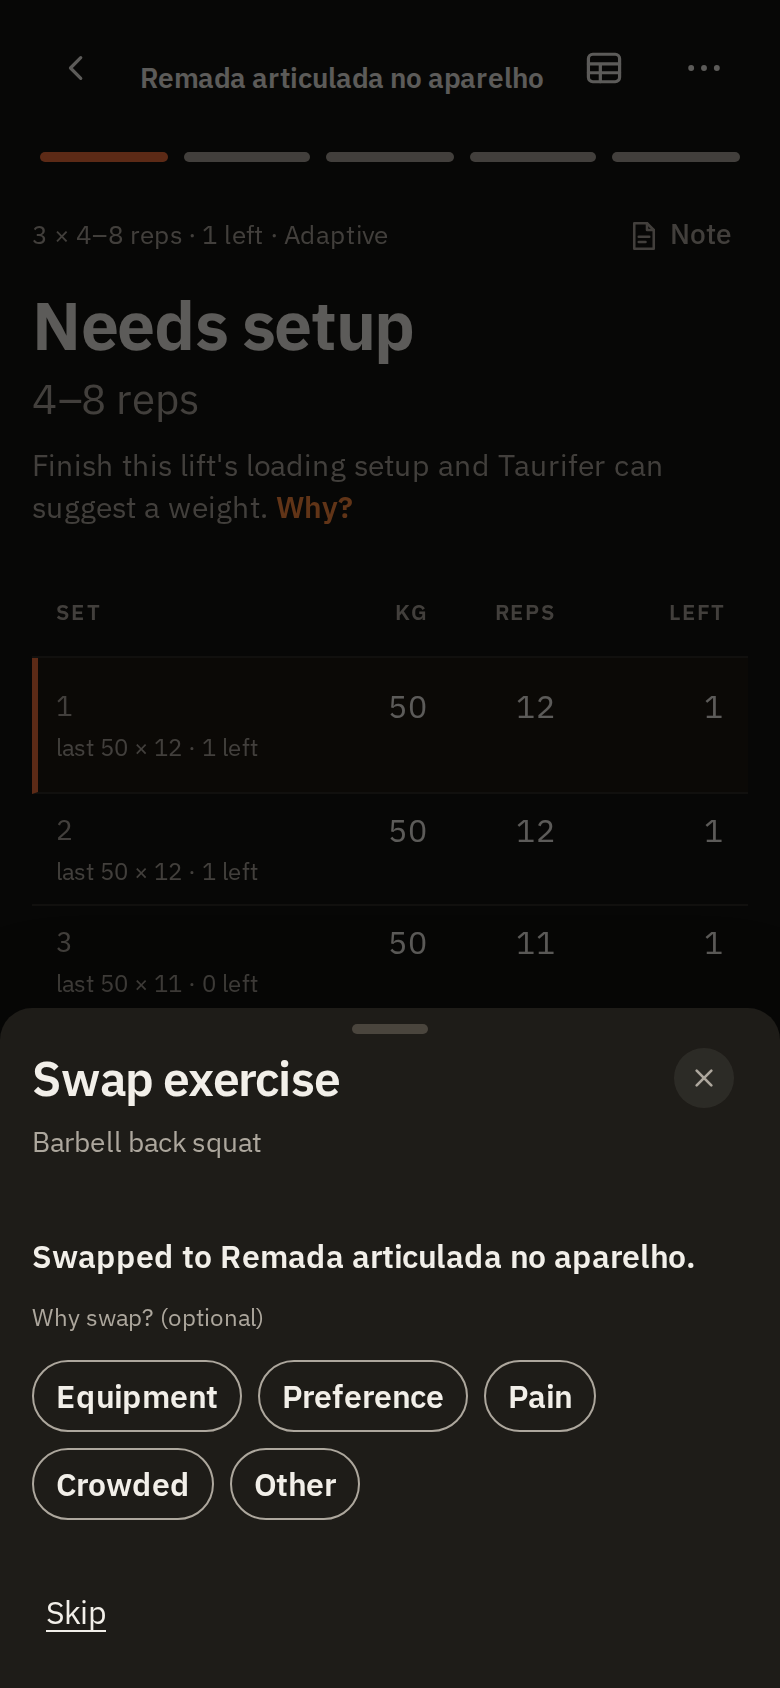 Remada articulada no aparelho
3 × 4–8 reps · 1 left · Adaptive
Note
Needs setup
4–8 reps
Finish this lift's loading setup and Taurifer can
suggest a weight. Why?
SET KG REPS LEFT
1 50 12 1
last 50 × 12 · 1 left
2 50 12 1
last 50 × 12 · 1 left
3 50 11 1
last 50 × 11 · 0 left
Swap exercise
Barbell back squat
Swapped to Remada articulada no aparelho.
Why swap? (optional)
Equipment Preference Pain
Crowded Other
Skip